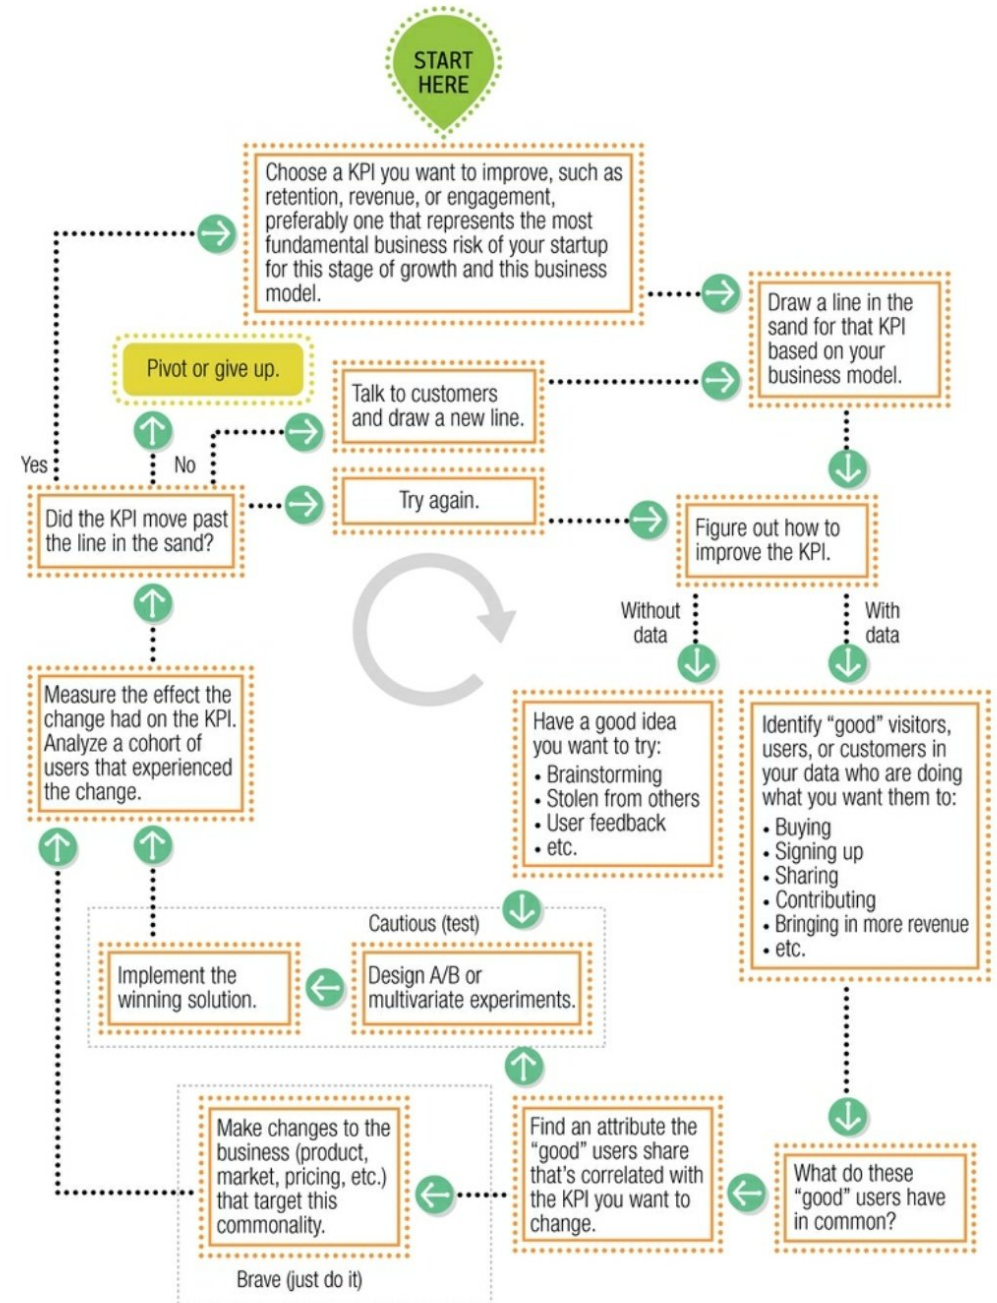 START
HERE
Choose a KPI you want to improve, such as
retention, revenue, or engagement,
preferably one that represents the most
fundamental business risk of your startup
for this stage of growth and this business
model.
Draw a line in the
sand for that KPI
based on your
business model.
Pivot or give up.
Talk to customers
and draw a new line.
Yes
No
Try again.
Did the KPI move past
the line in the sand?
Figure out how to
improve the KPI.
Without
data
With
data
Measure the effect the
change had on the KPI.
Analyze a cohort of
users that experienced
the change.
Have a good idea
you want to try:
• Brainstorming
• Stolen from others
• User feedback
• etc.
Identify “good” visitors,
users, or customers in
your data who are doing
what you want them to:
• Buying
• Signing up
• Sharing
• Contributing
• Bringing in more revenue
• etc.
Cautious (test)
Implement the
winning solution.
Design A/B or
multivariate experiments.
Make changes to the
business (product,
market, pricing, etc.)
that target this
commonality.
Find an attribute the
“good” users share
that’s correlated with
the KPI you want to
change.
What do these
“good” users have
in common?
Brave (just do it)